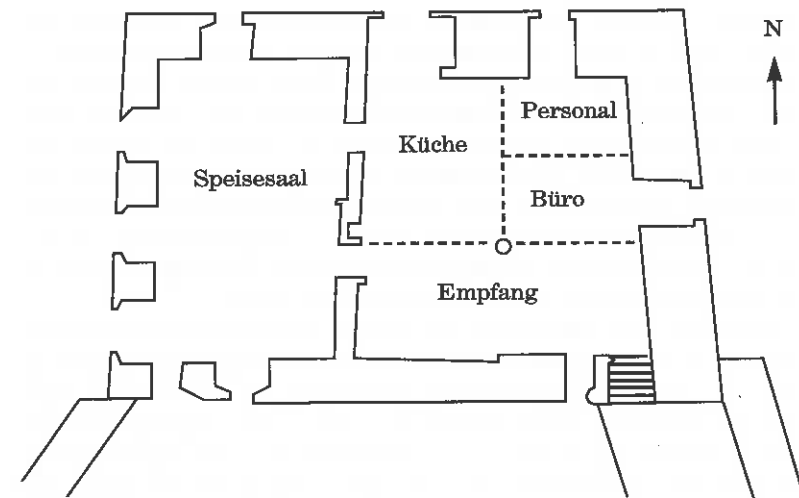 N
Personal
Küche
Speisesaal
Büro
Empfang